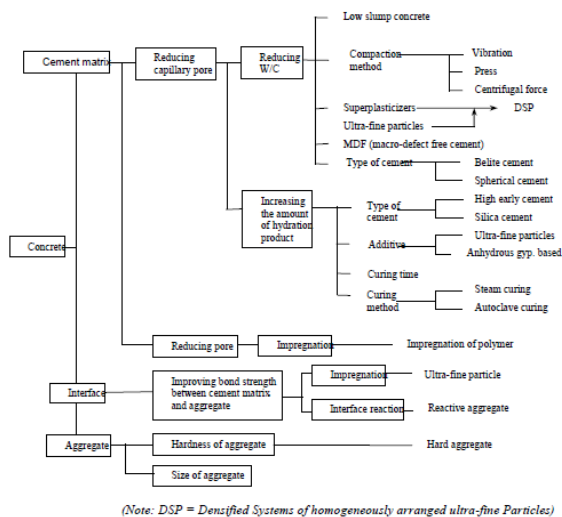 Low slump concrete
Cement matrix
Reducing
capillary pore
Reducing
W/C
Compaction
method
Vibration
Press
Centrifugal force
Superplasticizers
DSP
Ultra-fine particles
MDF (macro-defect free cement)
Type of cement
Belite cement
Spherical cement
Increasing
the amount
of hydration
product
Type of
cement
High early cement
Silica cement
Additive
Ultra-fine particles
Anhydrous gyp. based
Concrete
Curing time
Curing
method
Steam curing
Autoclave curing
Reducing pore
Impregnation
Impregnation of polymer
Interface
Improving bond strength
between cement matrix
and aggregate
Impregnation
Ultra-fine particle
Interface reaction
Reactive aggregate
Aggregate
Hardness of aggregate
Hard aggregate
Size of aggregate
(Note: DSP = Densified Systems of homogeneously arranged ultra-fine Particles)